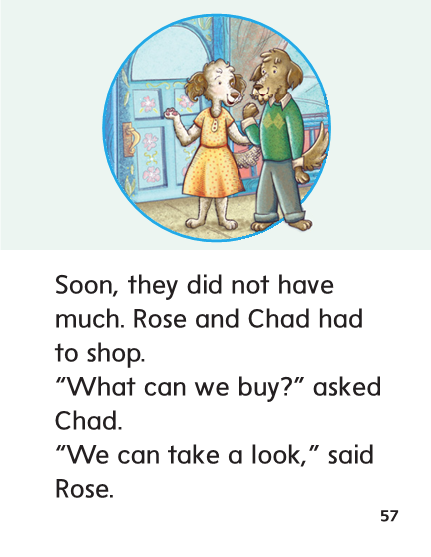 Soon, they did not have
much. Rose and Chad had
to shop.
“What can we buy?” asked
Chad.
“We can take a look,” said
Rose.
57